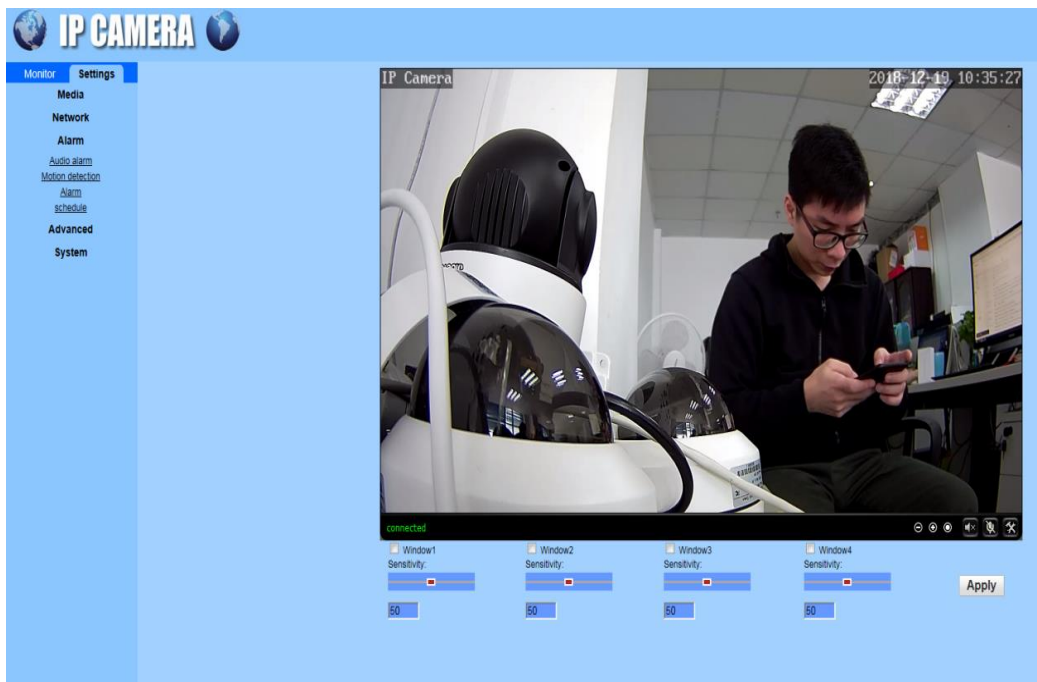 IP CAMERA
Monitor
Settings
Media
Network
Alarm
Audio alarm
Motion detection
Alarm
schedule
Advanced
System
IP Camera
2018-12-19 10:35:27
connected
Window1
Window2
Window3
Window4
Sensitivity:
Sensitivity:
Sensitivity:
Sensitivity:
50
50
50
50
Apply